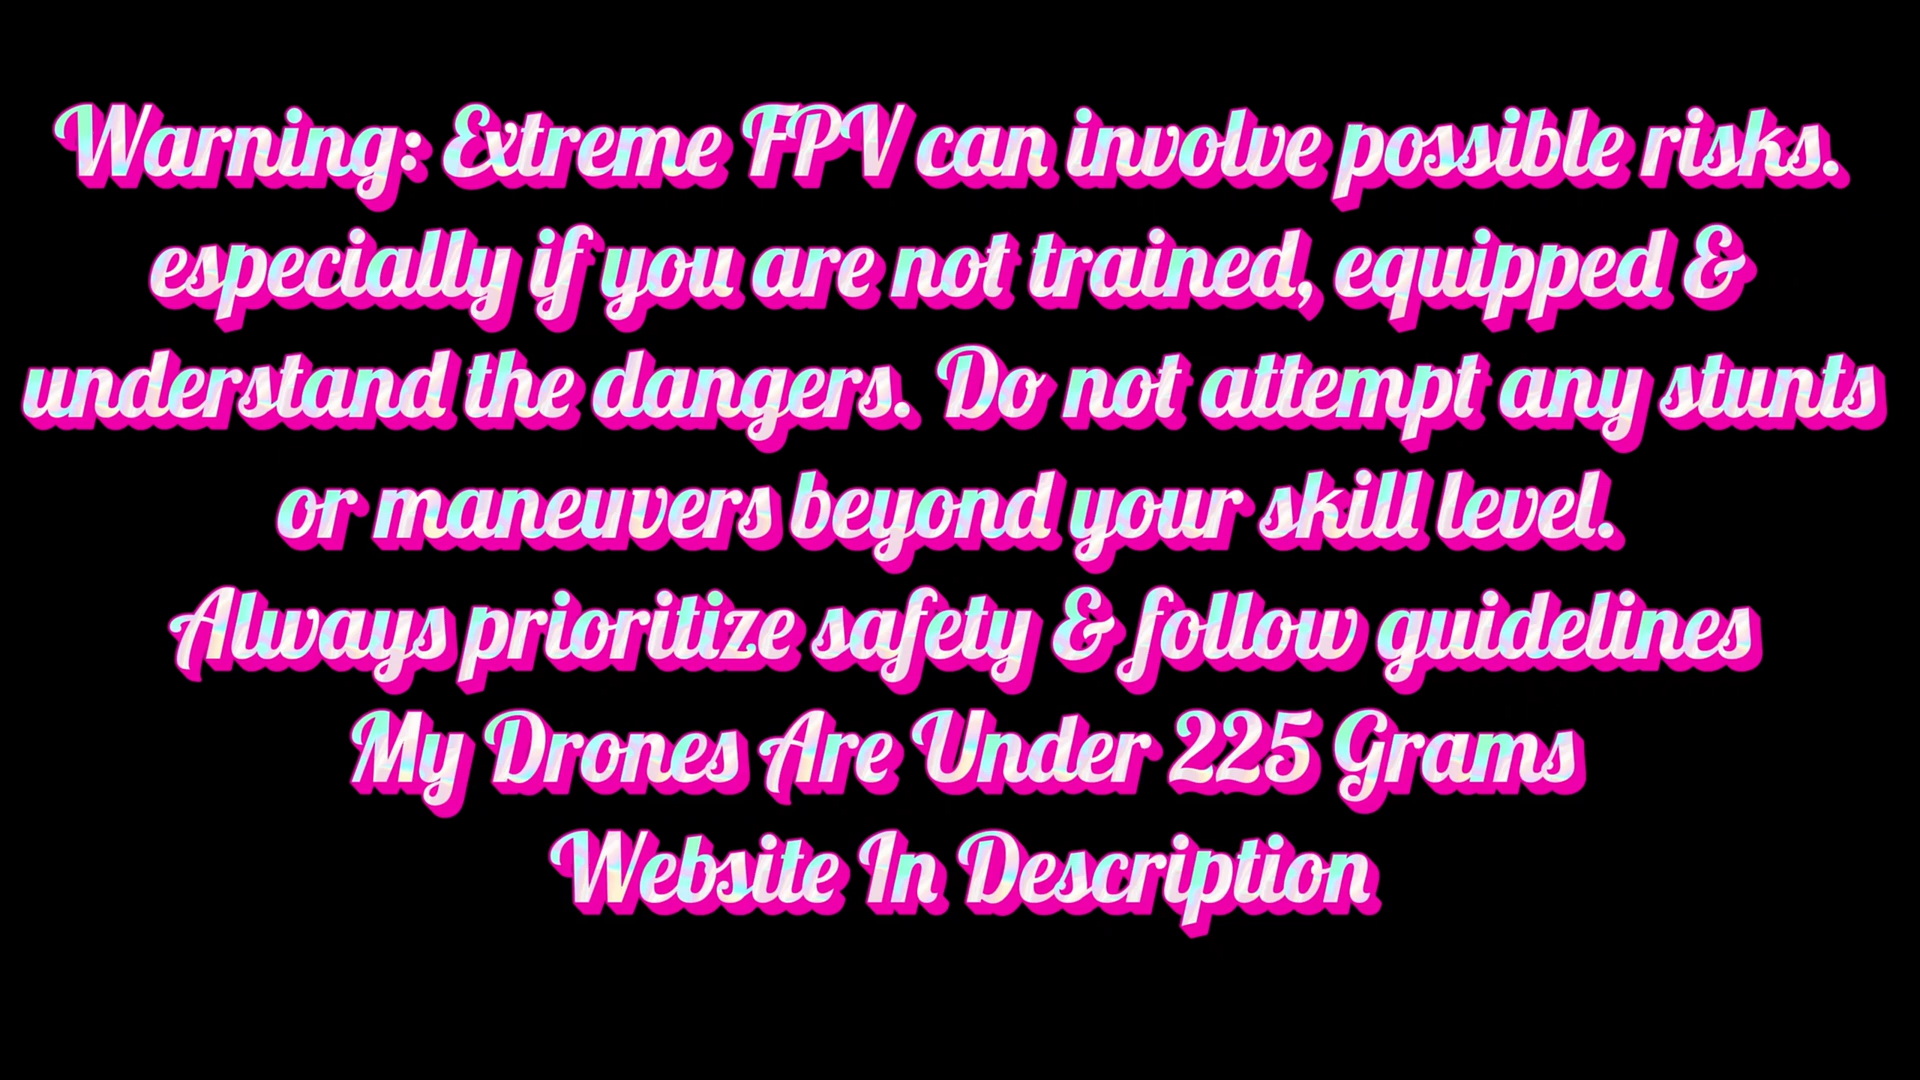 Warning: Extreme FPV can involve possible risks.
especially if you are not trained, equipped &
understand the dangers. Do not attempt any stunts
or maneuvers beyond your skill level.
Always prioritize safety & follow guidelines
My Drones Are Under 225 Grams
Website In Description